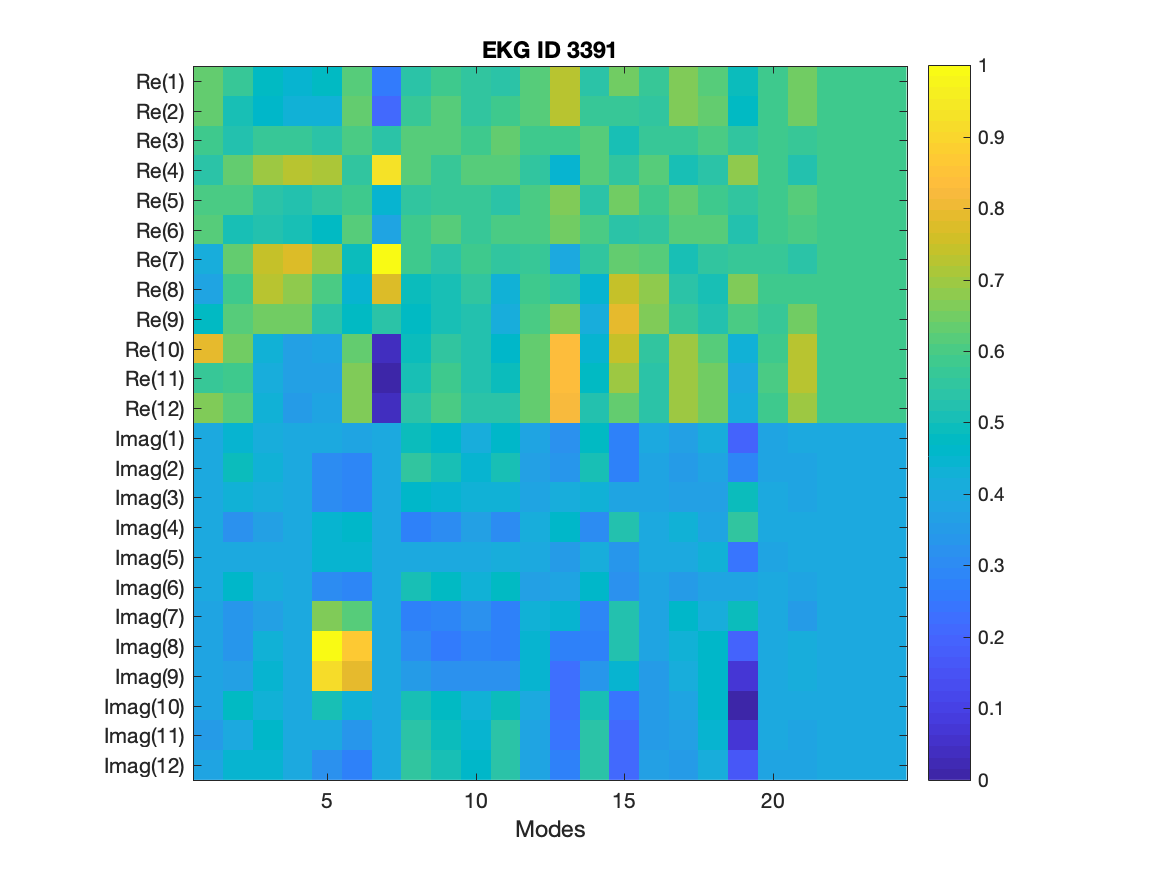 EKG ID 3391
Re(1)
Re(2)
Re(3)
Re(4)
Re(5)
Re(6)
Re(7)
Re(8)
Re(9)
Re(10)
Re(11)
Re(12)
Imag(1)
Imag(2)
Imag(3)
Imag(4)
Imag(5)
Imag(6)
Imag(7)
Imag(8)
Imag(9)
Imag(10)
Imag(11)
Imag(12)
5 10 15 20
Modes
1
0.9
0.8
0.7
0.6
0.5
0.4
0.3
0.2
0.1
0